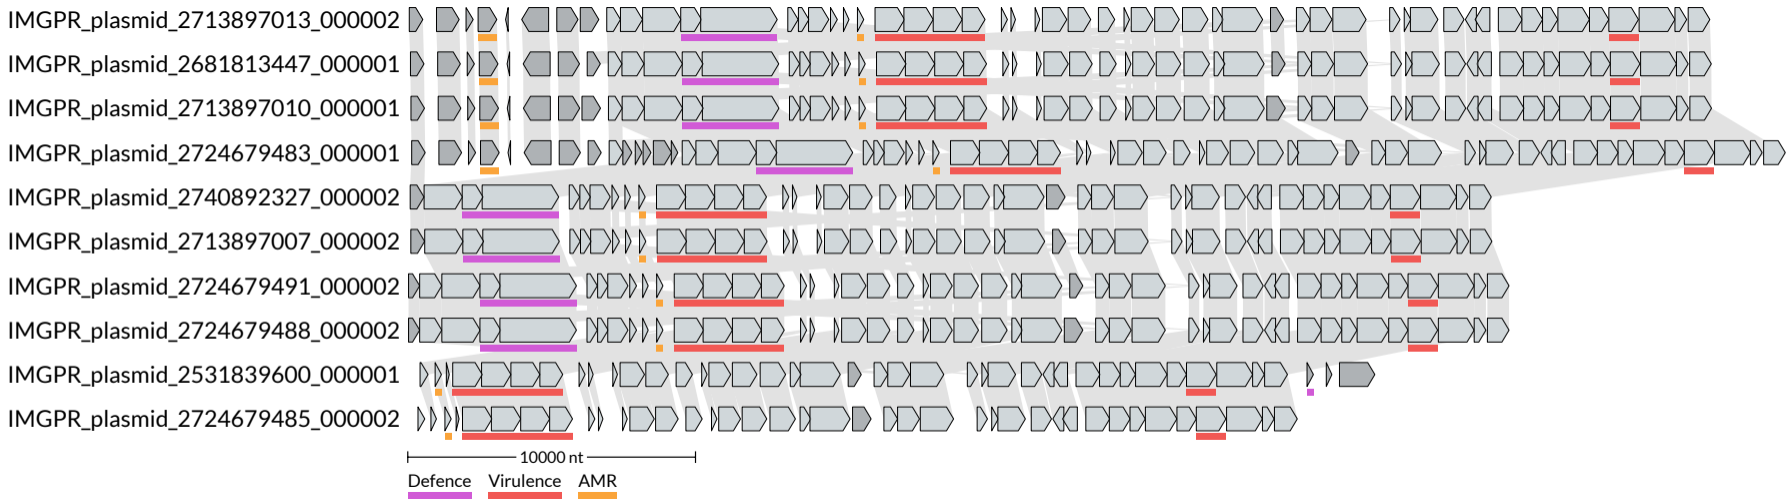 IMGPR_plasmid_2713897013_000002
IMGPR_plasmid_2681813447_000001
IMGPR_plasmid_2713897010_000001
IMGPR_plasmid_2724679483_000001
IMGPR_plasmid_2740892327_000002
IMGPR_plasmid_2713897007_000002
IMGPR_plasmid_2724679491_000002
IMGPR_plasmid_2724679488_000002
IMGPR_plasmid_2531839600_000001
IMGPR_plasmid_2724679485_000002
10000 nt
Defence Virulence AMR